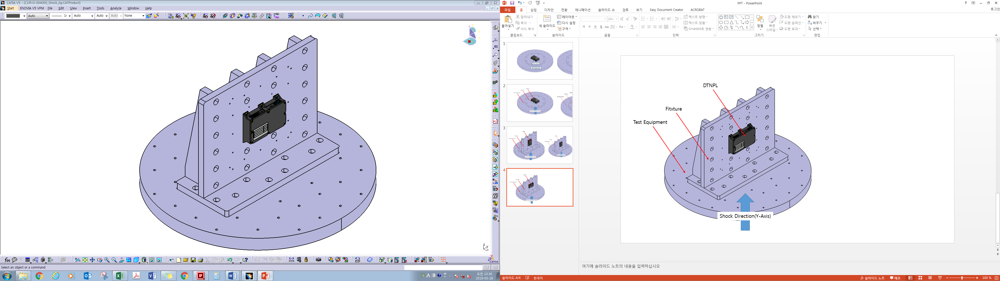 CATIA V5 - [C1PI-D-004000_Shock_Jig.CATProduct]
Start ENOVIA V5 VPM File Edit View Insert Tools Analyze Window Help
Auto Auto Auto Auto None
Select an object or a command
오전 10:36
2019-03-28
PPT - PowerPoint
파일 홈 삽입 디자인 전환 애니메이션 슬라이드 쇼 검토 보기 Easy Document Creator ACROBAT 로그인
붙여넣기
잘라내기
복사
서식 복사
클립보드
새 슬라이드
레이아웃
다시 설정
구역
슬라이드
14+
글꼴
텍스트 방향
텍스트 맞춤
SmartArt로 변환
단락
정렬
빠른 스타일
도형 채우기
도형 윤곽선
도형 효과
그리기
찾기
바꾸기
선택
편집
1
2
3
4
DTNPL
Fitxture
Test Equipment
Shock Direction(Y-Axis)
여기에 슬라이드 노트의 내용을 입력하십시오
슬라이드 4/4 한국어 슬라이드 노트 메모 100 %